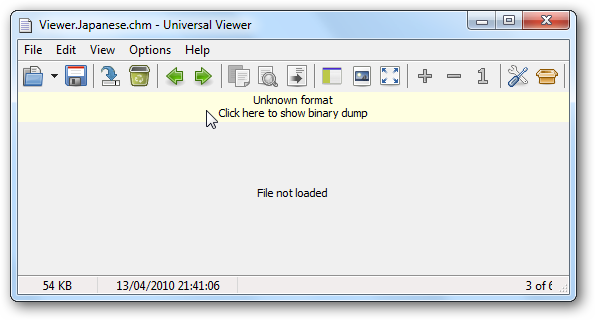 Viewer.Japanese.chm - Universal Viewer
File Edit View Options Help
1
Unknown format
Click here to show binary dump
File not loaded
54 KB 13/04/2010 21:41:06 3 of 6